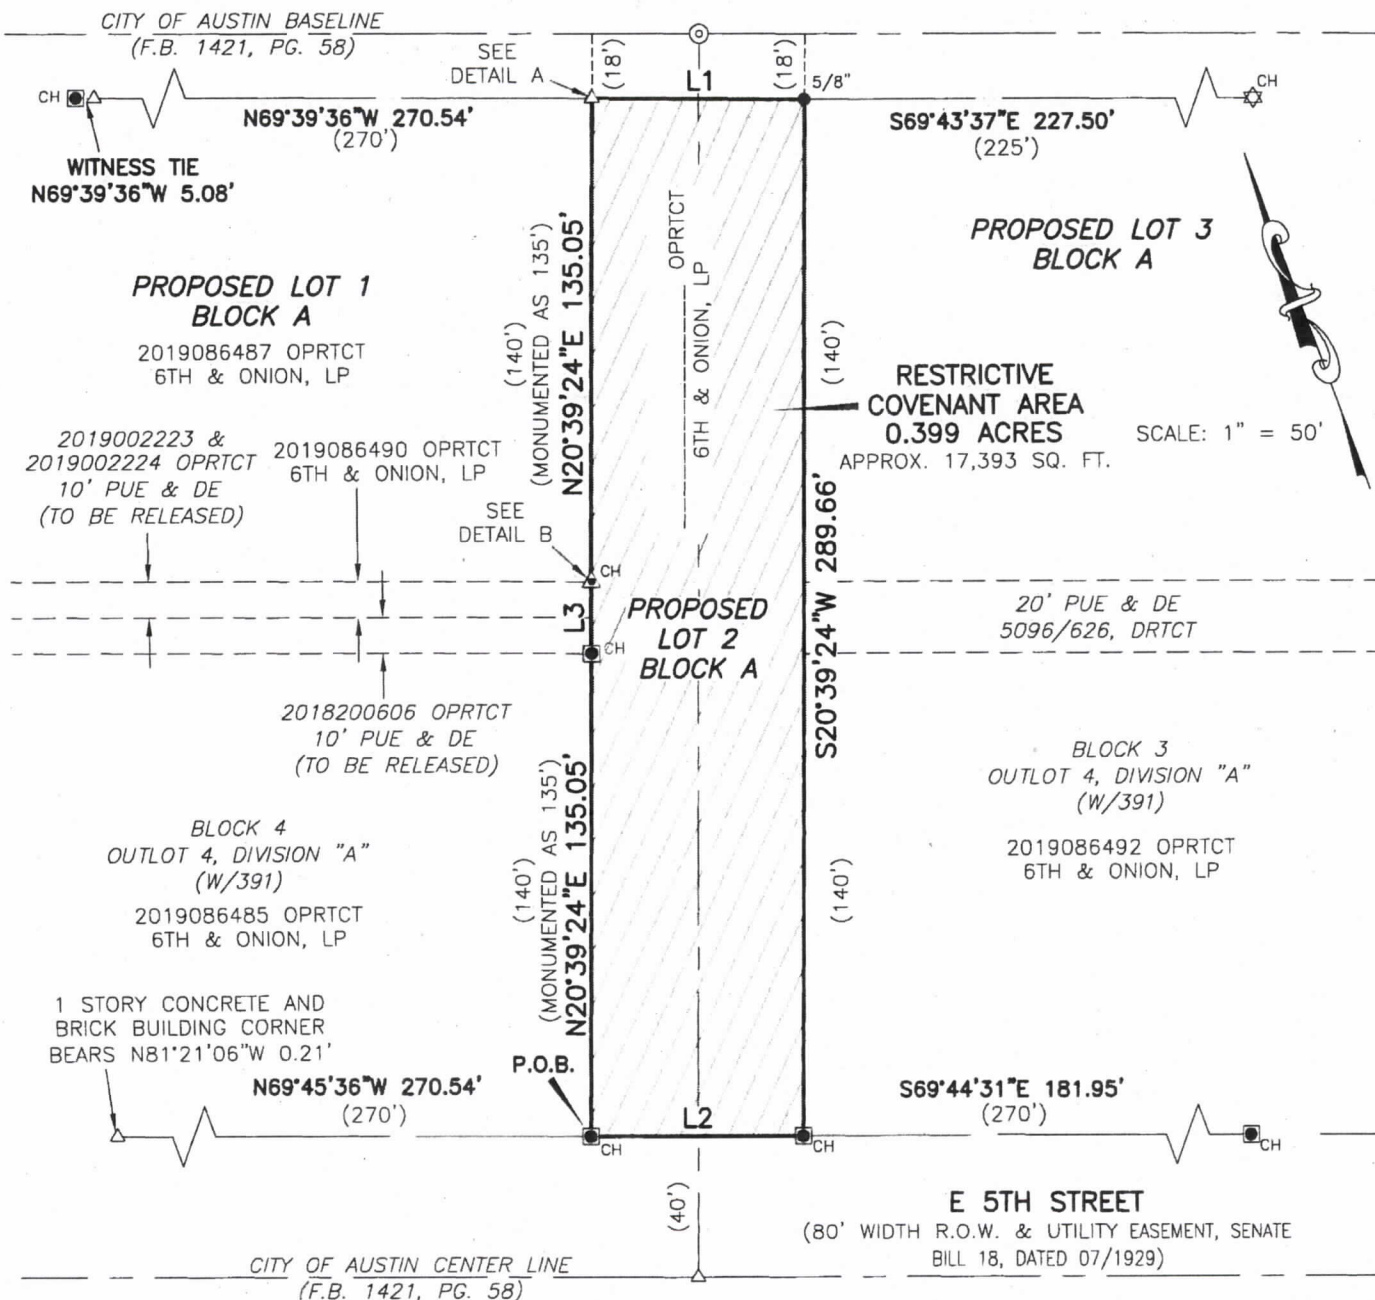 CITY OF AUSTIN BASELINE
(F.B. 1421, PG. 58)
SEE
DETAIL A
(18')
(18')
L1
5/8"
CH
CH
N69°39'36"W 270.54'
(270')
S69°43'37"E 227.50'
(225')
WITNESS TIE
N69°39'36"W 5.08'
PROPOSED LOT 1
BLOCK A
2019086487 OPRTCT
6TH & ONION, LP
(140')
(MONUMENTED AS 135')
N20°39'24"E 135.05'
OPRTCT
6TH & ONION, LP
PROPOSED LOT 3
BLOCK A
(140')
RESTRICTIVE
COVENANT AREA
0.399 ACRES
APPROX. 17,393 SQ. FT.
SCALE: 1" = 50'
2019002223 &
2019002224 OPRTCT
10' PUE & DE
(TO BE RELEASED)
2019086490 OPRTCT
6TH & ONION, LP
SEE
DETAIL B
CH
L3
CH
PROPOSED
LOT 2
BLOCK A
S20°39'24"W 289.66'
20' PUE & DE
5096/626, DRTCT
2018200606 OPRTCT
10' PUE & DE
(TO BE RELEASED)
BLOCK 4
OUTLOT 4, DIVISION "A"
(W/391)
2019086485 OPRTCT
6TH & ONION, LP
(140')
(MONUMENTED AS 135')
N20°39'24"E 135.05'
(140')
BLOCK 3
OUTLOT 4, DIVISION "A"
(W/391)
2019086492 OPRTCT
6TH & ONION, LP
1 STORY CONCRETE AND
BRICK BUILDING CORNER
BEARS N81°21'06"W 0.21'
N69°45'36"W 270.54'
(270')
P.O.B.
L2
CH
CH
S69°44'31"E 181.95'
(270')
CH
(40')
E 5TH STREET
(80' WIDTH R.O.W. & UTILITY EASEMENT, SENATE
BILL 18, DATED 07/1929)
CITY OF AUSTIN CENTER LINE
(F.B. 1421, PG. 58)